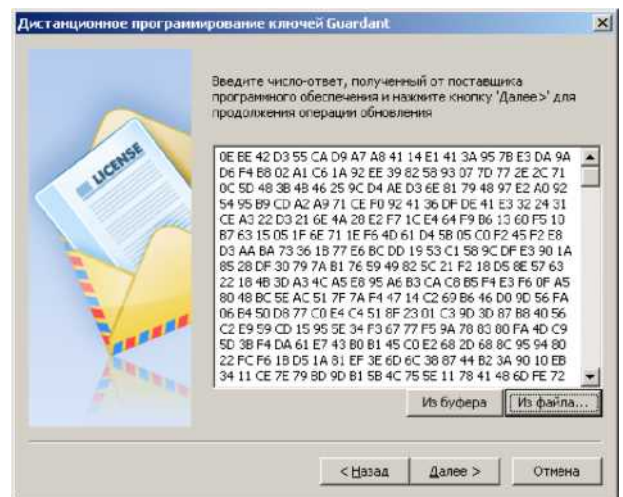 Дистанционное программирование ключей Guardant
LICENSE
Введите число-ответ, полученный от поставщика
программного обеспечения и нажмите кнопку 'Далее>' для
продолжения операции обновления
0E BE 42 D3 55 CA D9 A7 A8 41 14 E1 41 3A 95 7B E3 DA 9A
D6 F4 B8 02 A1 C6 1A 92 EE 39 82 58 93 07 7D 77 2E 2C 71
0C 5D 48 3B 4B 46 25 9C D4 AE D3 6E 81 79 48 97 E2 A0 92
54 95 B9 CD A2 A9 71 CE F0 92 41 36 DF DE 41 E3 32 24 31
CE A3 22 D3 21 6E 4A 28 E2 F7 1C E4 64 F9 B6 13 60 F5 10
B7 63 15 05 1F 6E 71 1E F6 4D 61 D4 5B 05 C0 F2 45 F2 E8
D3 AA BA 73 36 1B 77 E6 BC DD 19 53 C1 58 9C DF E3 90 1A
85 28 DF 30 79 7A B1 76 59 49 82 5C 21 F2 18 D5 8E 57 63
22 18 4B 3D A3 4C A5 E8 95 A6 B3 CA C8 B5 F4 E3 F6 0F A5
80 48 BC 5E AC 51 7F 7A F4 47 14 C2 69 B6 46 D0 9D 56 FA
06 B4 50 D8 77 C0 E4 C4 51 8F 23 01 C3 9D 3D 87 B8 40 56
C2 E9 59 CD 15 95 5E 34 F3 67 77 F5 9A 78 83 80 FA 4D C9
5D 3B F4 DA 61 E7 43 B0 B1 45 C0 E2 68 2D 68 8C 95 94 80
22 FC F6 1B D5 1A 81 EF 3E 6D 6C 38 87 44 B2 3A 90 10 EB
34 11 CE 7E 79 BD 9D B1 5B 4C 75 5E 11 78 41 48 6D FE 72
Из буфера Из файла...
< Назад Далее > Отмена